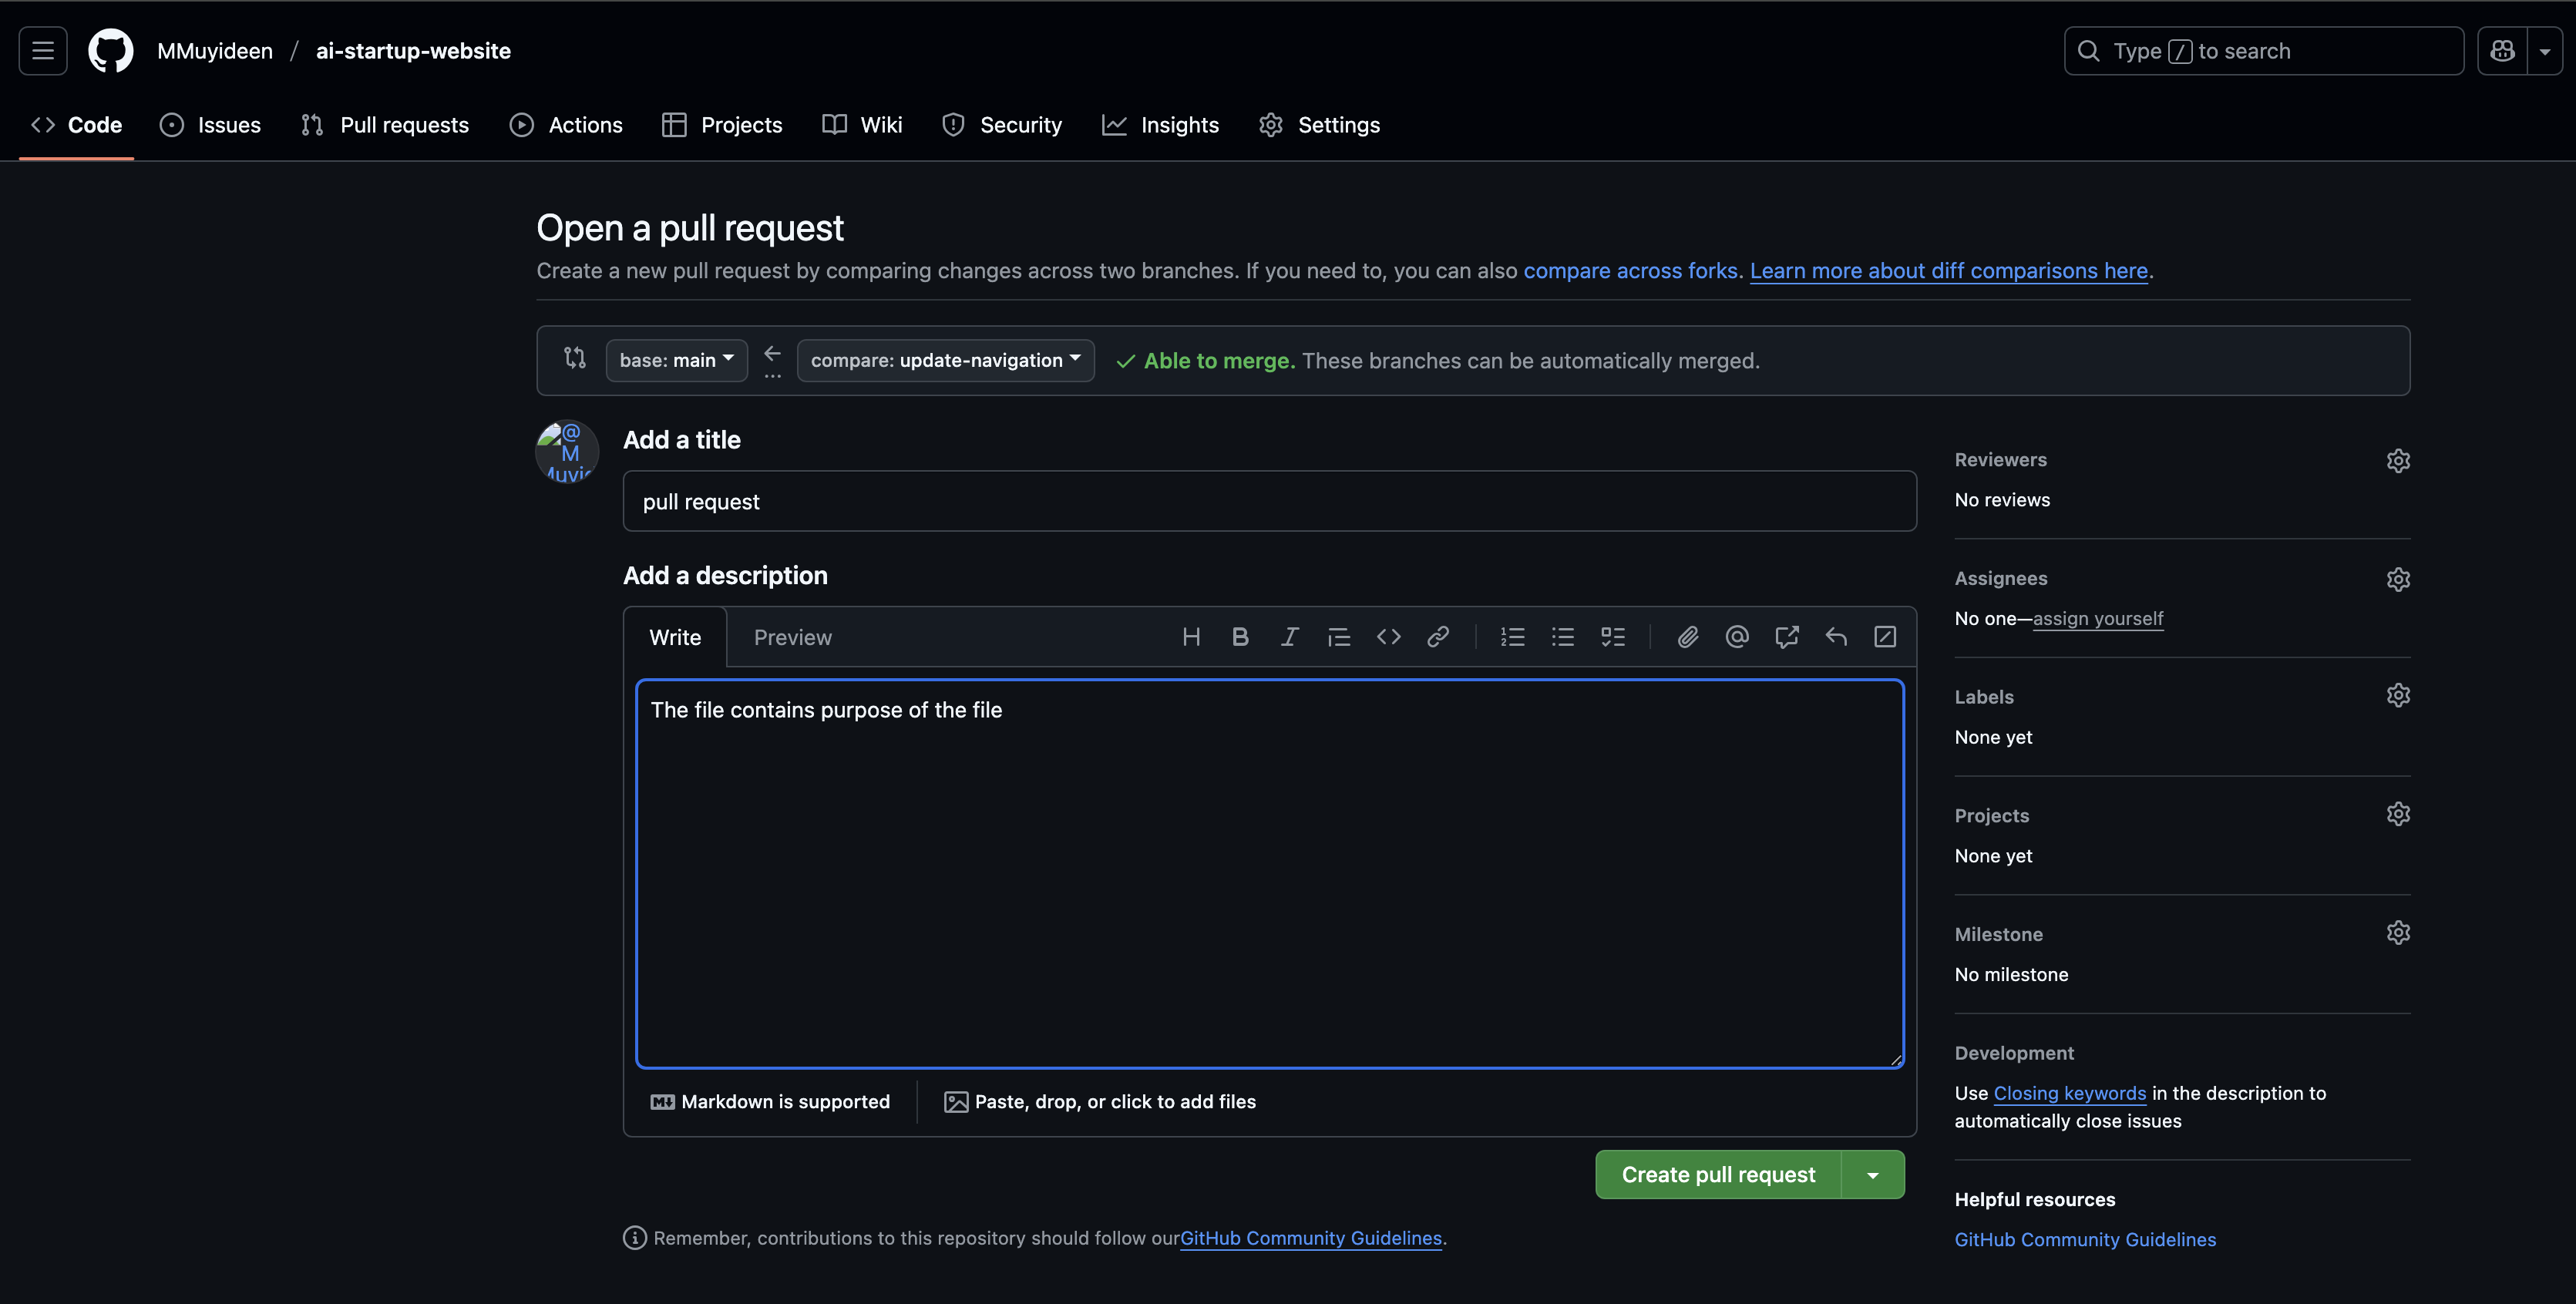 MMuyideen / ai-startup-website
Type / to search
Code Issues Pull requests Actions Projects Wiki Security Insights Settings
Open a pull request
Create a new pull request by comparing changes across two branches. If you need to, you can also compare across forks. Learn more about diff comparisons here.
base: main compare: update-navigation Able to merge. These branches can be automatically merged.
@
M
Add a title
pull request
Add a description
Write Preview
The file contains purpose of the file
Markdown is supported Paste, drop, or click to add files
Create pull request
Remember, contributions to this repository should follow ourGitHub Community Guidelines.
Reviewers
No reviews
Assignees
No one—assign yourself
Labels
None yet
Projects
None yet
Milestone
No milestone
Development
Use Closing keywords in the description to
automatically close issues
Helpful resources
GitHub Community Guidelines